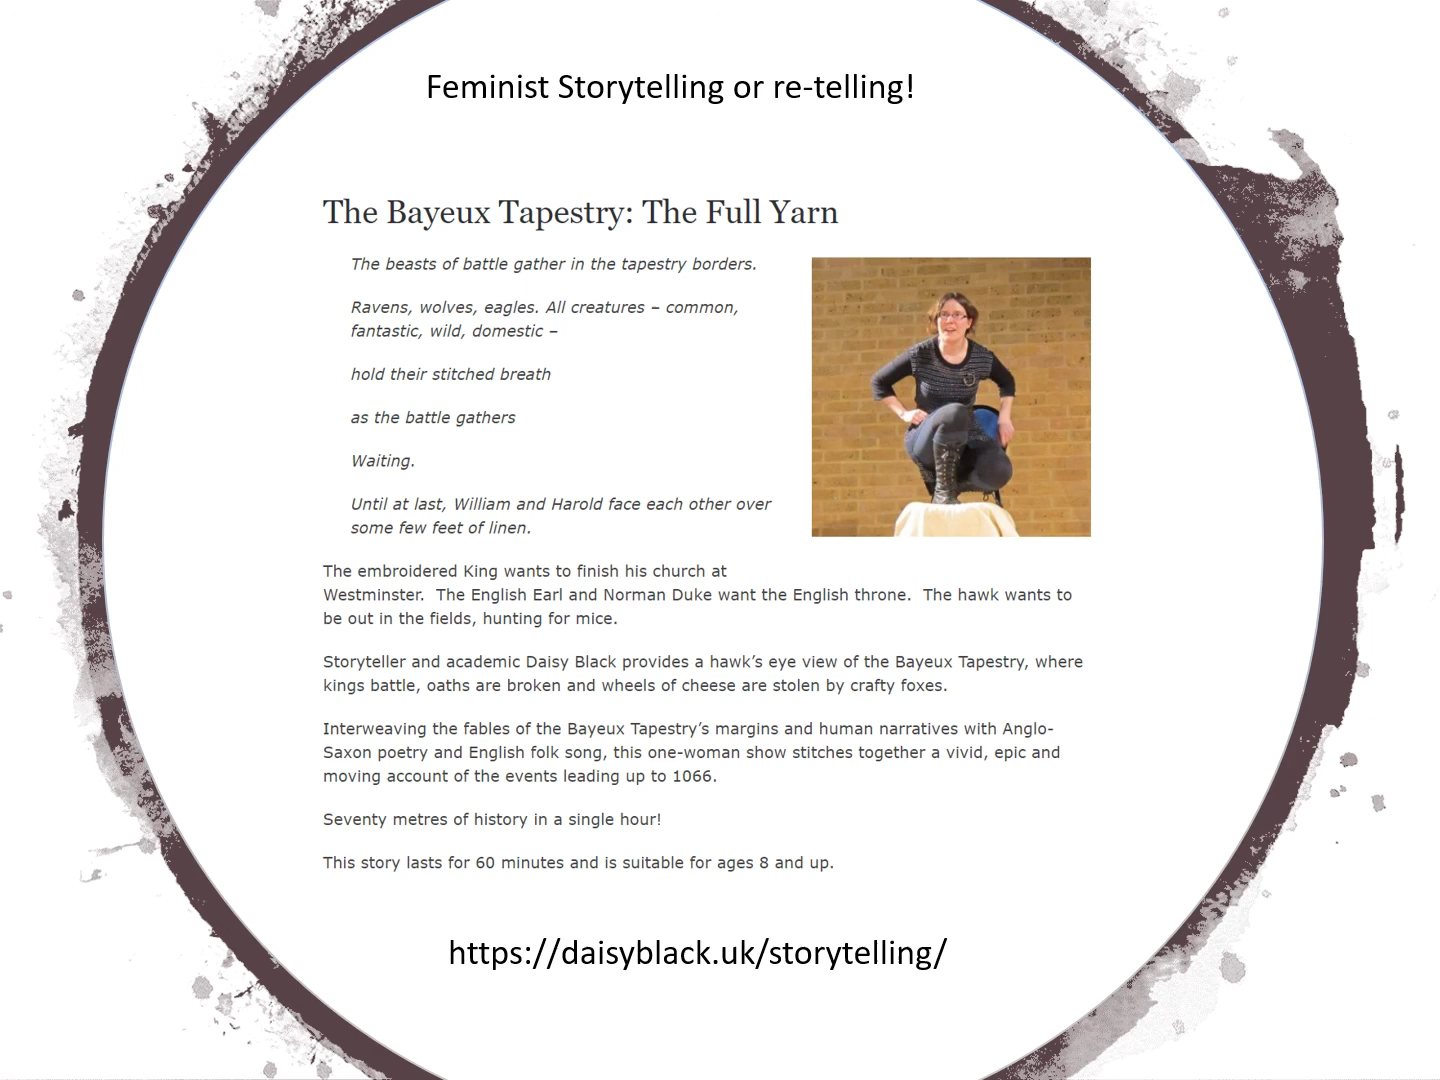 Feminist Storytelling or re-telling!
The Bayeux Tapestry: The Full Yarn
The beasts of battle gather in the tapestry borders.
Ravens, wolves, eagles. All creatures – common,
fantastic, wild, domestic –
hold their stitched breath
as the battle gathers
Waiting.
Until at last, William and Harold face each other over
some few feet of linen.
The embroidered King wants to finish his church at
Westminster.  The English Earl and Norman Duke want the English throne.  The hawk wants to
be out in the fields, hunting for mice.
Storyteller and academic Daisy Black provides a hawk’s eye view of the Bayeux Tapestry, where
kings battle, oaths are broken and wheels of cheese are stolen by crafty foxes.
Interweaving the fables of the Bayeux Tapestry’s margins and human narratives with Anglo-
Saxon poetry and English folk song, this one-woman show stitches together a vivid, epic and
moving account of the events leading up to 1066.
Seventy metres of history in a single hour!
This story lasts for 60 minutes and is suitable for ages 8 and up.
https://daisyblack.uk/storytelling/